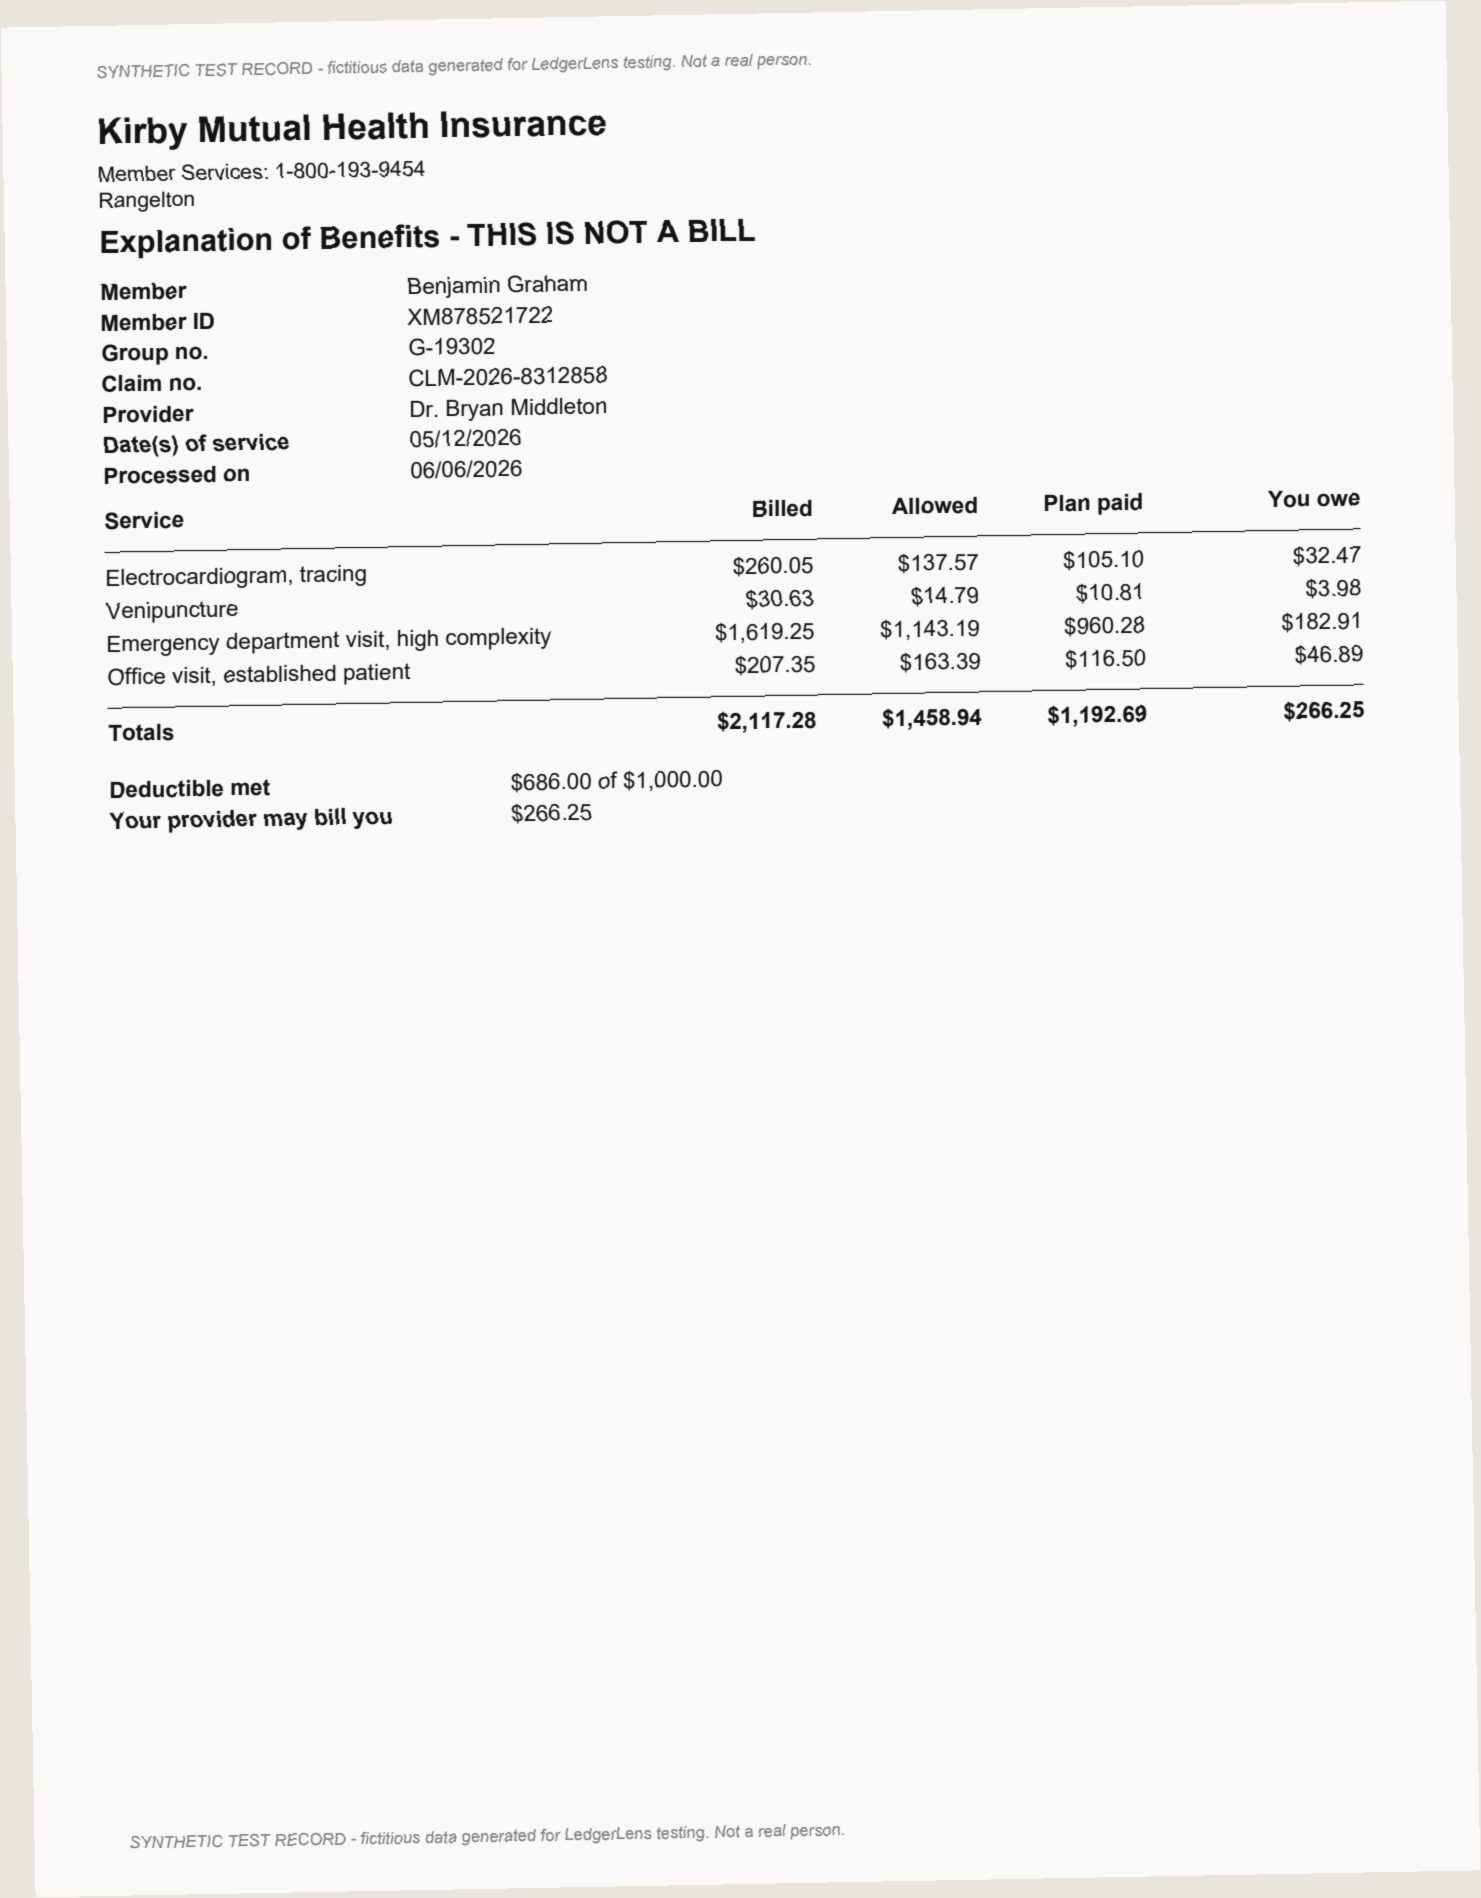 SYNTHETIC TEST RECORD - fictitious data generated for LedgerLens testing. Not a real person.
Kirby Mutual Health Insurance
Member Services: 1-800-193-9454
Rangelton
Explanation of Benefits - THIS IS NOT A BILL
Member Benjamin Graham
Member ID XM878521722
Group no. G-19302
Claim no. CLM-2026-8312858
Provider Dr. Bryan Middleton
Date(s) of service 05/12/2026
Processed on 06/06/2026
Service Billed Allowed Plan paid You owe
Electrocardiogram, tracing $260.05 $137.57 $105.10 $32.47
Venipuncture $30.63 $14.79 $10.81 $3.98
Emergency department visit, high complexity $1,619.25 $1,143.19 $960.28 $182.91
Office visit, established patient $207.35 $163.39 $116.50 $46.89
Totals $2,117.28 $1,458.94 $1,192.69 $266.25
Deductible met $686.00 of $1,000.00
Your provider may bill you $266.25
SYNTHETIC TEST RECORD - fictitious data generated for LedgerLens testing. Not a real person.